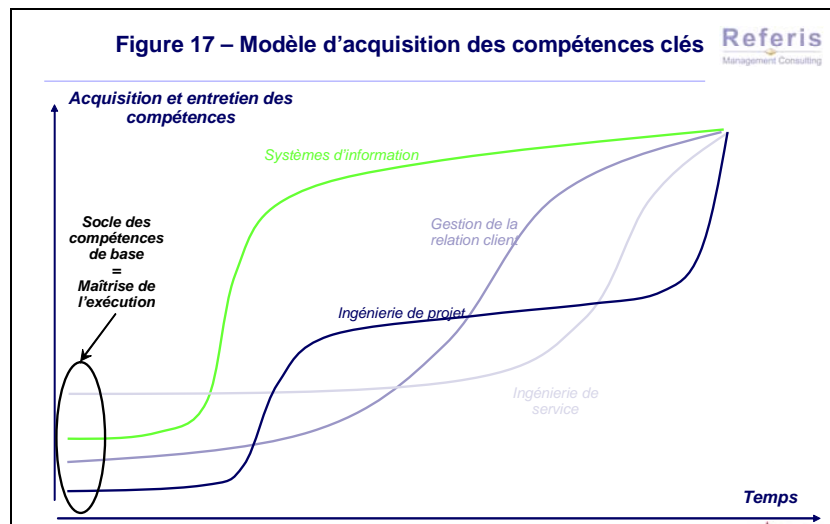 Figure 17 – Modèle d'acquisition des compétences clés
Referis
Management Consulting
Acquisition et entretien des
compétences
Systèmes d'information
Socle des
compétences
de base
=
Maîtrise de
l'exécution
Gestion de la
relation client
Ingénierie de projet
Ingénierie de
service
Temps